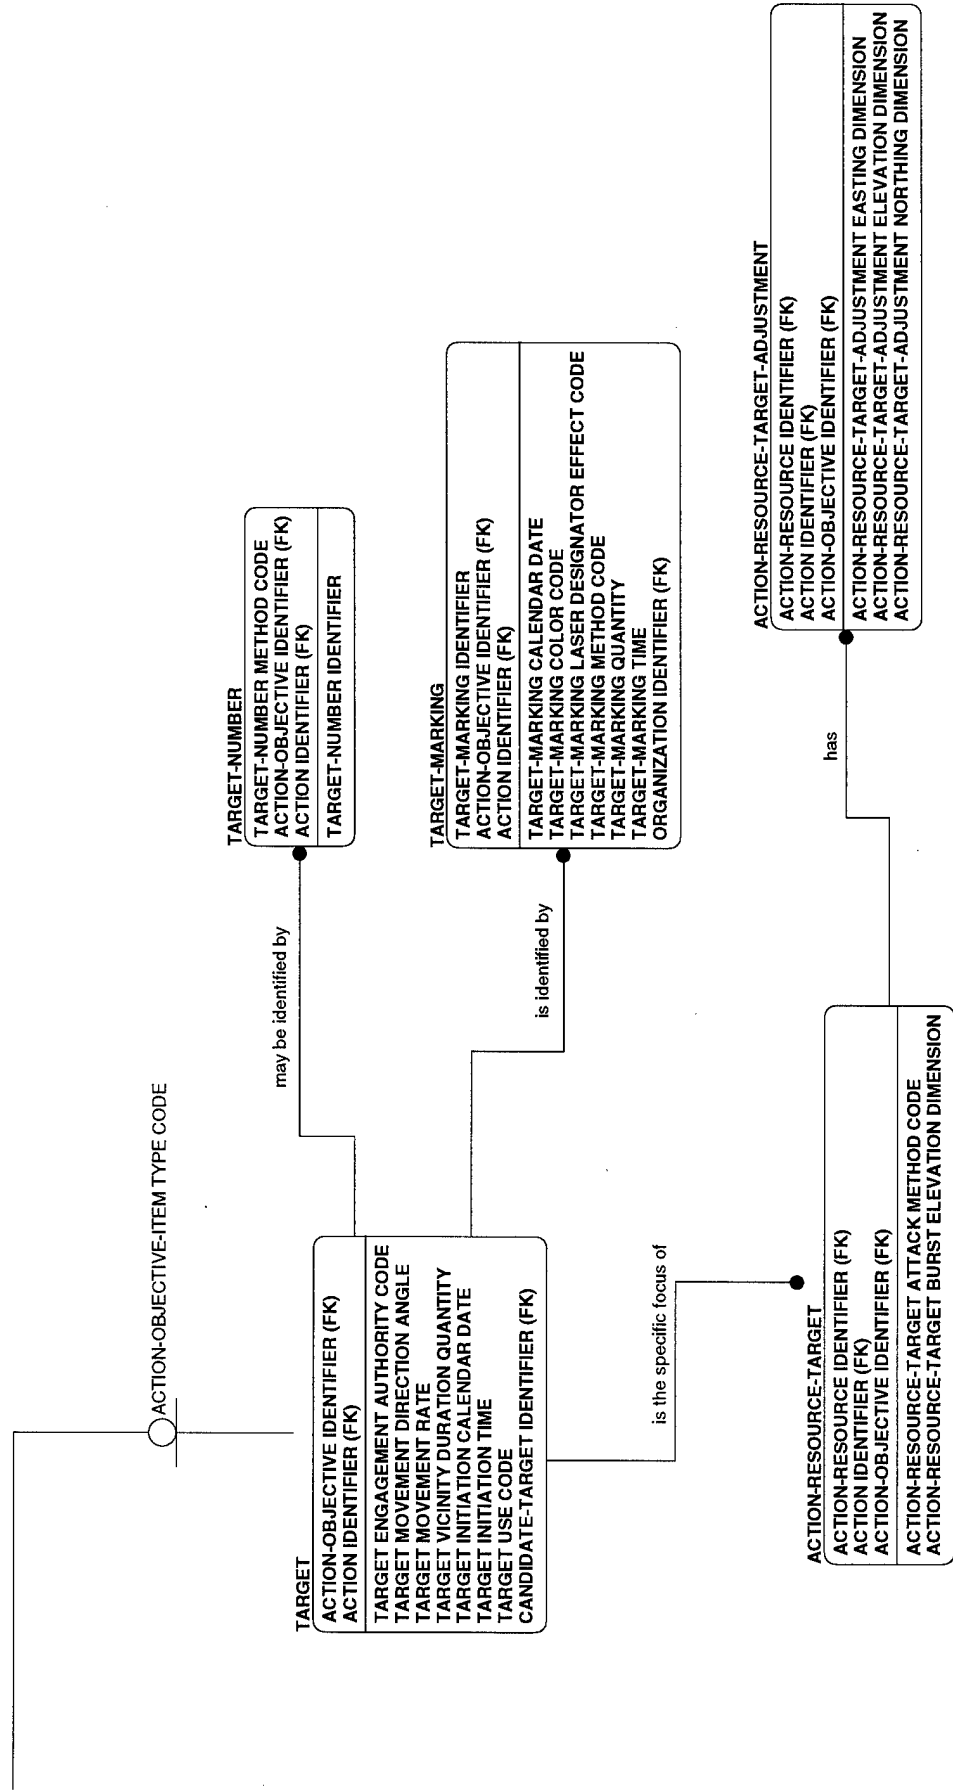 ACTION-OBJECTIVE-ITEM TYPE CODE
TARGET
ACTION-OBJECTIVE IDENTIFIER (FK)
ACTION IDENTIFIER (FK)
TARGET ENGAGEMENT AUTHORITY CODE
TARGET MOVEMENT DIRECTION ANGLE
TARGET MOVEMENT RATE
TARGET VICINITY DURATION QUANTITY
TARGET INITIATION CALENDAR DATE
TARGET INITIATION TIME
TARGET USE CODE
CANDIDATE-TARGET IDENTIFIER (FK)
may be identified by
TARGET-NUMBER
TARGET-NUMBER METHOD CODE
ACTION-OBJECTIVE IDENTIFIER (FK)
ACTION IDENTIFIER (FK)
TARGET-NUMBER IDENTIFIER
is identified by
TARGET-MARKING
TARGET-MARKING IDENTIFIER
ACTION-OBJECTIVE IDENTIFIER (FK)
ACTION IDENTIFIER (FK)
TARGET-MARKING CALENDAR DATE
TARGET-MARKING COLOR CODE
TARGET-MARKING LASER DESIGNATOR EFFECT CODE
TARGET-MARKING METHOD CODE
TARGET-MARKING QUANTITY
TARGET-MARKING TIME
ORGANIZATION IDENTIFIER (FK)
is the specific focus of
ACTION-RESOURCE-TARGET
ACTION-RESOURCE IDENTIFIER (FK)
ACTION IDENTIFIER (FK)
ACTION-OBJECTIVE IDENTIFIER (FK)
ACTION-RESOURCE-TARGET ATTACK METHOD CODE
ACTION-RESOURCE-TARGET BURST ELEVATION DIMENSION
has
ACTION-RESOURCE-TARGET-ADJUSTMENT
ACTION-RESOURCE IDENTIFIER (FK)
ACTION IDENTIFIER (FK)
ACTION-OBJECTIVE IDENTIFIER (FK)
ACTION-RESOURCE-TARGET-ADJUSTMENT EASTING DIMENSION
ACTION-RESOURCE-TARGET-ADJUSTMENT ELEVATION DIMENSION
ACTION-RESOURCE-TARGET-ADJUSTMENT NORTHING DIMENSION